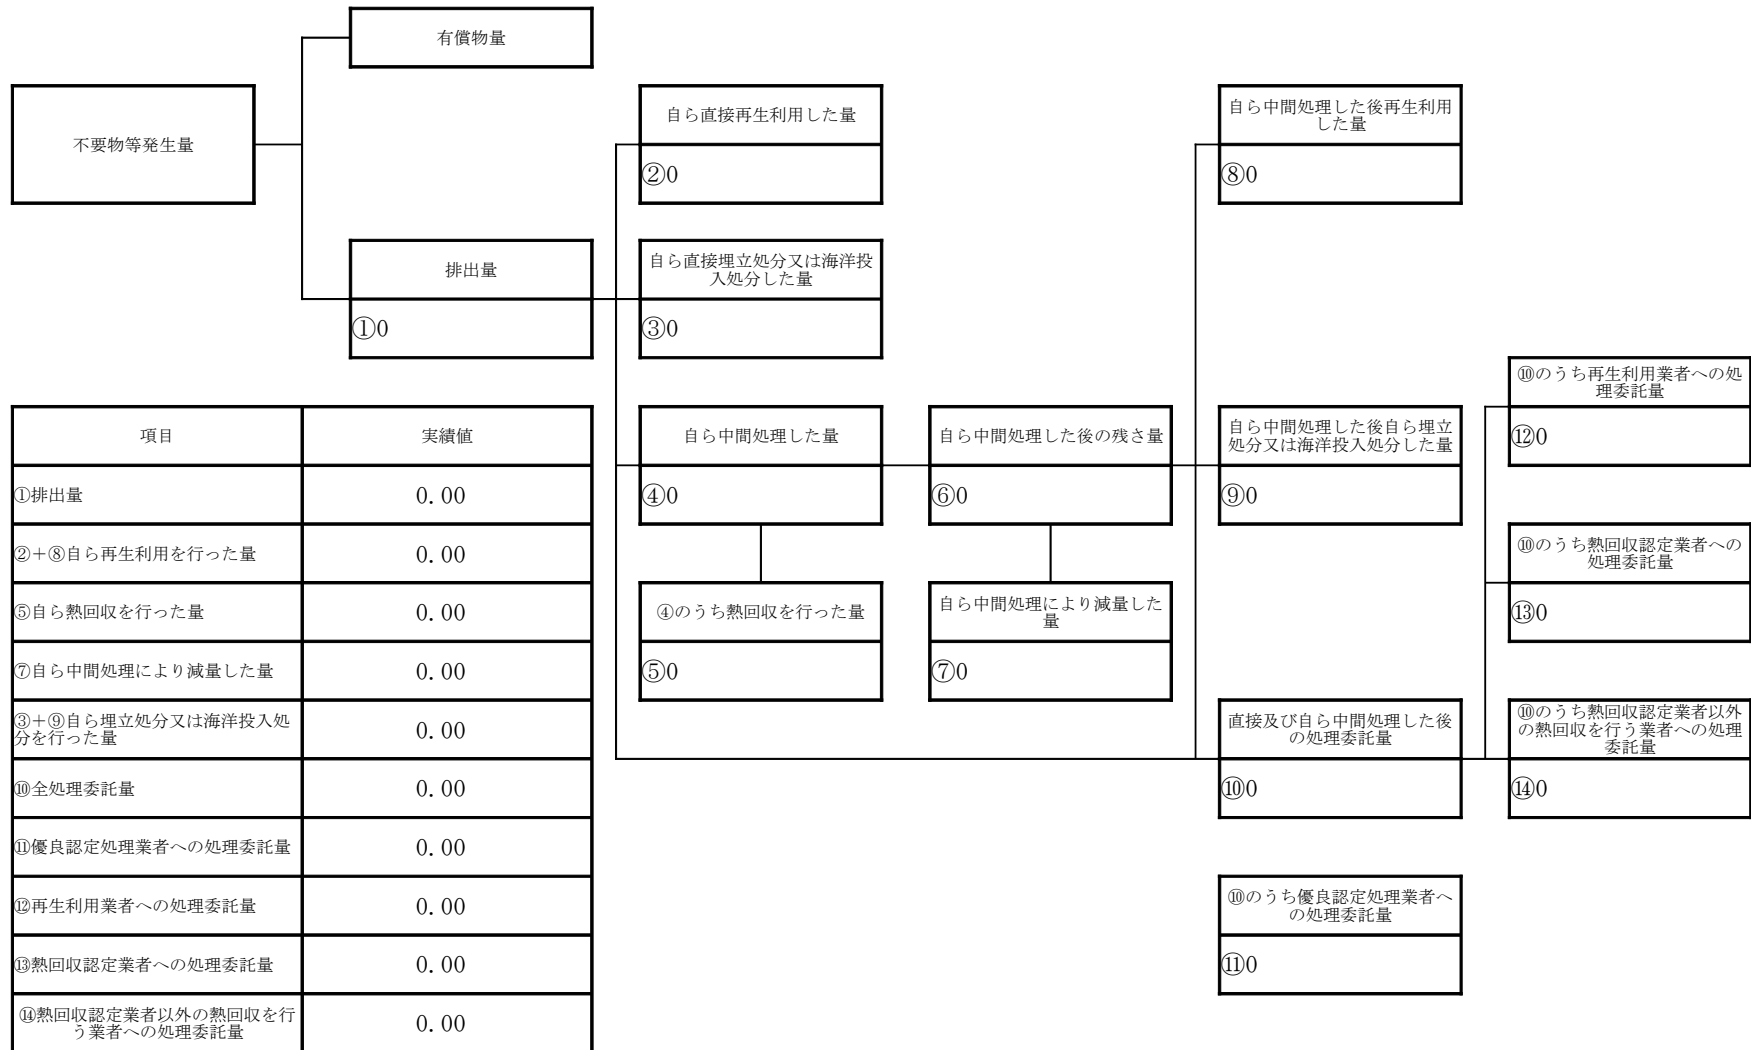 有償物量
不要物等発生量
排出量
①0
自ら直接再生利用した量
②0
自ら直接埋立処分又は海洋投
入処分した量
③0
自ら中間処理した量
④0
④のうち熱回収を行った量
⑤0
自ら中間処理した後の残さ量
⑥0
自ら中間処理により減量した
量
⑦0
自ら中間処理した後再生利用
した量
⑧0
自ら中間処理した後自ら埋立
処分又は海洋投入処分した量
⑨0
直接及び自ら中間処理した後
の処理委託量
⑩0
⑩のうち優良認定処理業者へ
の処理委託量
⑪0
⑩のうち再生利用業者への処
理委託量
⑫0
⑩のうち熱回収認定業者への
処理委託量
⑬0
⑩のうち熱回収認定業者以外
の熱回収を行う業者への処理
委託量
⑭0
項目 実績値
①排出量 0.00
②＋⑧自ら再生利用を行った量 0.00
⑤自ら熱回収を行った量 0.00
⑦自ら中間処理により減量した量 0.00
③＋⑨自ら埋立処分又は海洋投入処
分を行った量 0.00
⑩全処理委託量 0.00
⑪優良認定処理業者への処理委託量 0.00
⑫再生利用業者への処理委託量 0.00
⑬熱回収認定業者への処理委託量 0.00
⑭熱回収認定業者以外の熱回収を行
う業者への処理委託量 0.00